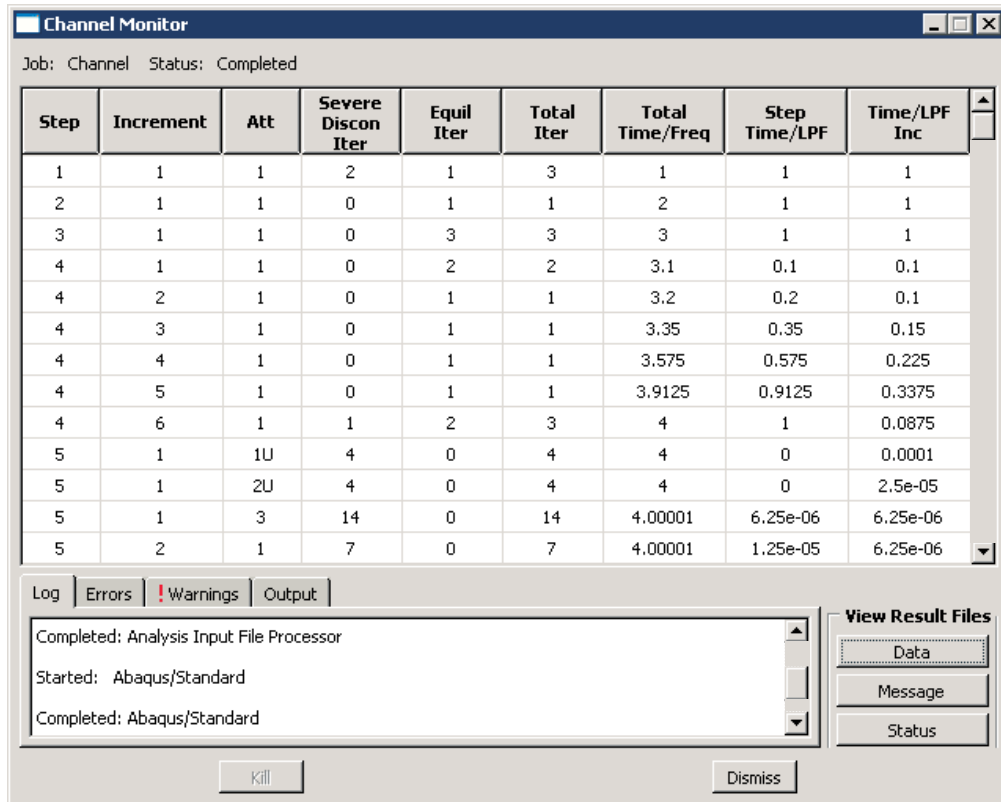 Channel Monitor
Job: Channel Status: Completed
Step Increment Att Severe Discon Iter Equil Iter Total Iter Total Time/Freq Step Time/LPF Time/LPF Inc
1 1 1 2 1 3 1 1 1
2 1 1 0 1 1 2 1 1
3 1 1 0 3 3 3 1 1
4 1 1 0 2 2 3.1 0.1 0.1
4 2 1 0 1 1 3.2 0.2 0.1
4 3 1 0 1 1 3.35 0.35 0.15
4 4 1 0 1 1 3.575 0.575 0.225
4 5 1 0 1 1 3.9125 0.9125 0.3375
4 6 1 1 2 3 4 1 0.0875
5 1 1U 4 0 4 4 0 0.0001
5 1 2U 4 0 4 4 0 2.5e-05
5 1 3 14 0 14 4.00001 6.25e-06 6.25e-06
5 2 1 7 0 7 4.00001 1.25e-05 6.25e-06
Log Errors ! Warnings Output
Completed: Analysis Input File Processor
Started: Abaqus/Standard
Completed: Abaqus/Standard
View Result Files
Data
Message
Status
Kill Dismiss